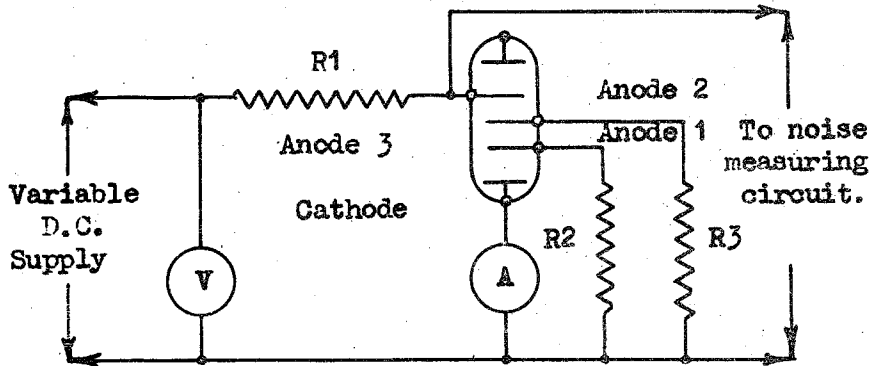 R1
Anode 2
Anode 1
Anode 3
To noise
measuring
circuit.
Variable
D.C.
Supply
Cathode
R2
R3
V
A